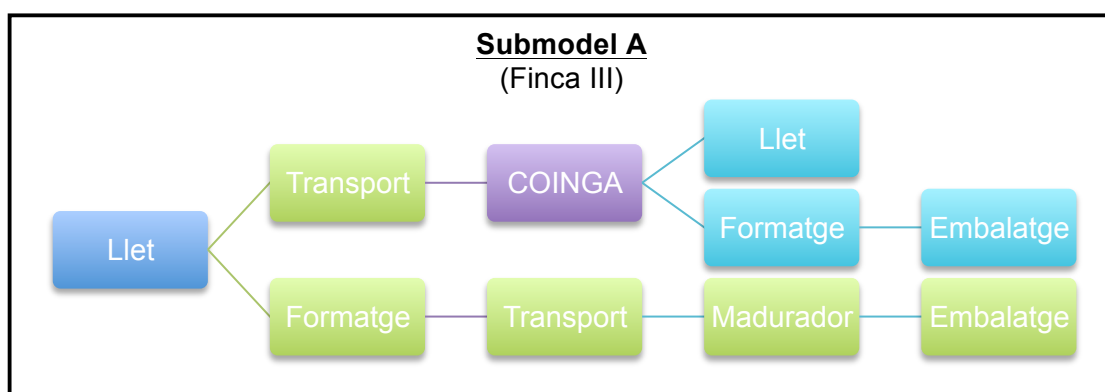 Submodel A
(Finca III)
Llet
Transport
COINGA
Llet
Formatge
Embalatge
Formatge
Transport
Madurador
Embalatge